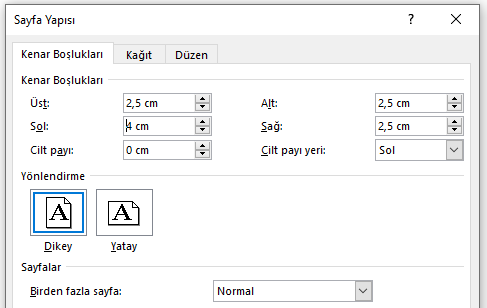 Sayfa Yapısı ? ×
Kenar Boşlukları Kağıt Düzen
Kenar Boşlukları
Üst: 2,5 cm Alt: 2,5 cm
Sol: 4 cm Sağ: 2,5 cm
Cilt payı: 0 cm Cilt payı yeri: Sol
Yönlendirme
A A
Dikey Yatay
Sayfalar
Birden fazla sayfa: Normal